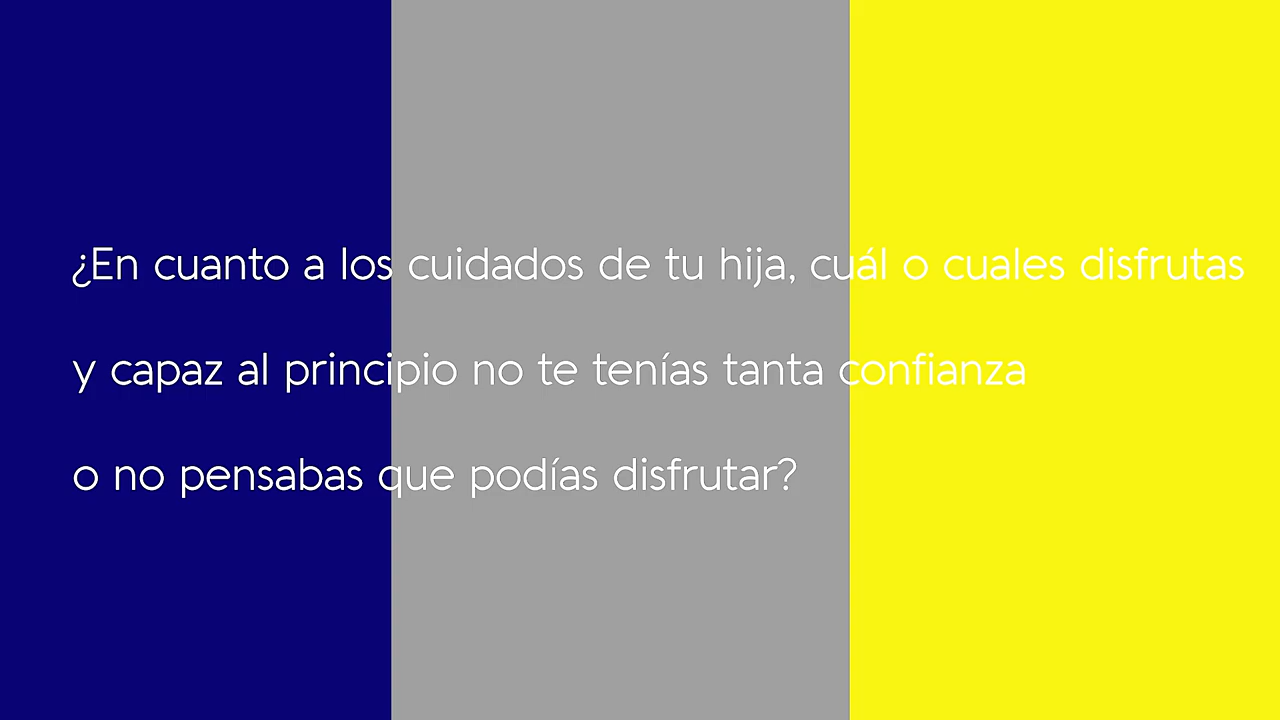 ¿En cuanto a los cuidados de tu hija, cuál o cuales disfrutas
y capaz al principio no te tenías tanta confianza
o no pensabas que podías disfrutar?